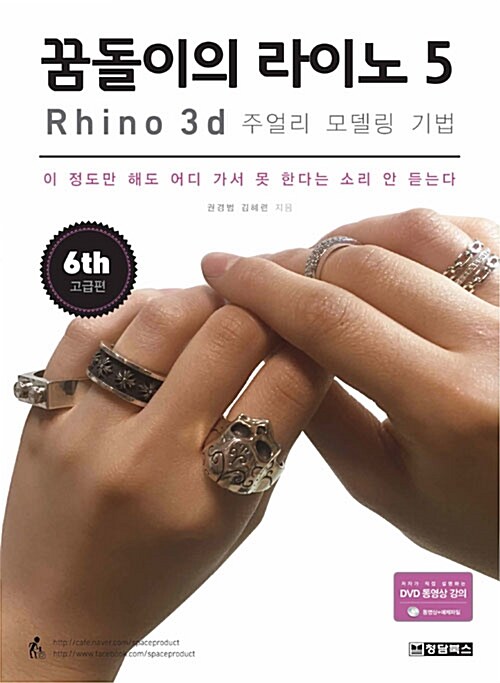 꿈돌이의 라이노 5
Rhino 3d 주얼리 모델링 기법
이 정도만 해도 어디 가서 못 한다는 소리 안 듣는다
권경범 김혜련 지음
6th
고급편
저자가 직접 설명하는
DVD 동영상 강의
동영상+예제파일
http://cafe.naver.com/spaceproduct
http://www.facebook.com/spaceproduct
청담북스